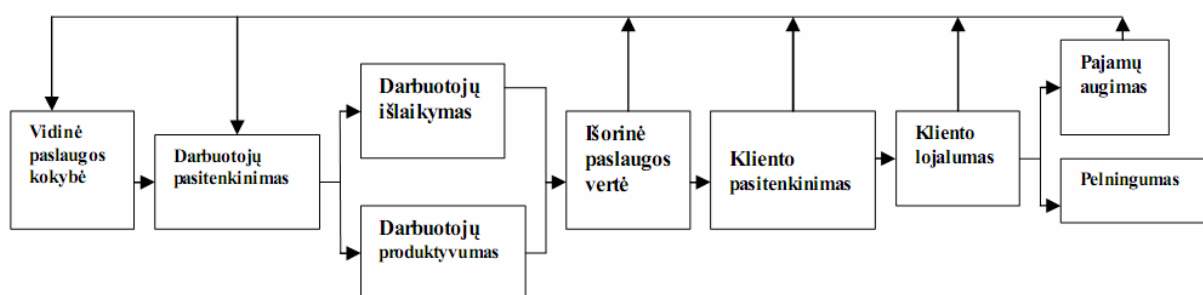 Vidinė
paslaugos
kokybė
Darbuotojų
pasitenkinimas
Darbuotojų
išlaikymas
Darbuotojų
produktyvumas
Išorinė
paslaugos
vertė
Kliento
pasitenkinimas
Kliento
lojalumas
Pajamų
augimas
Pelningumas